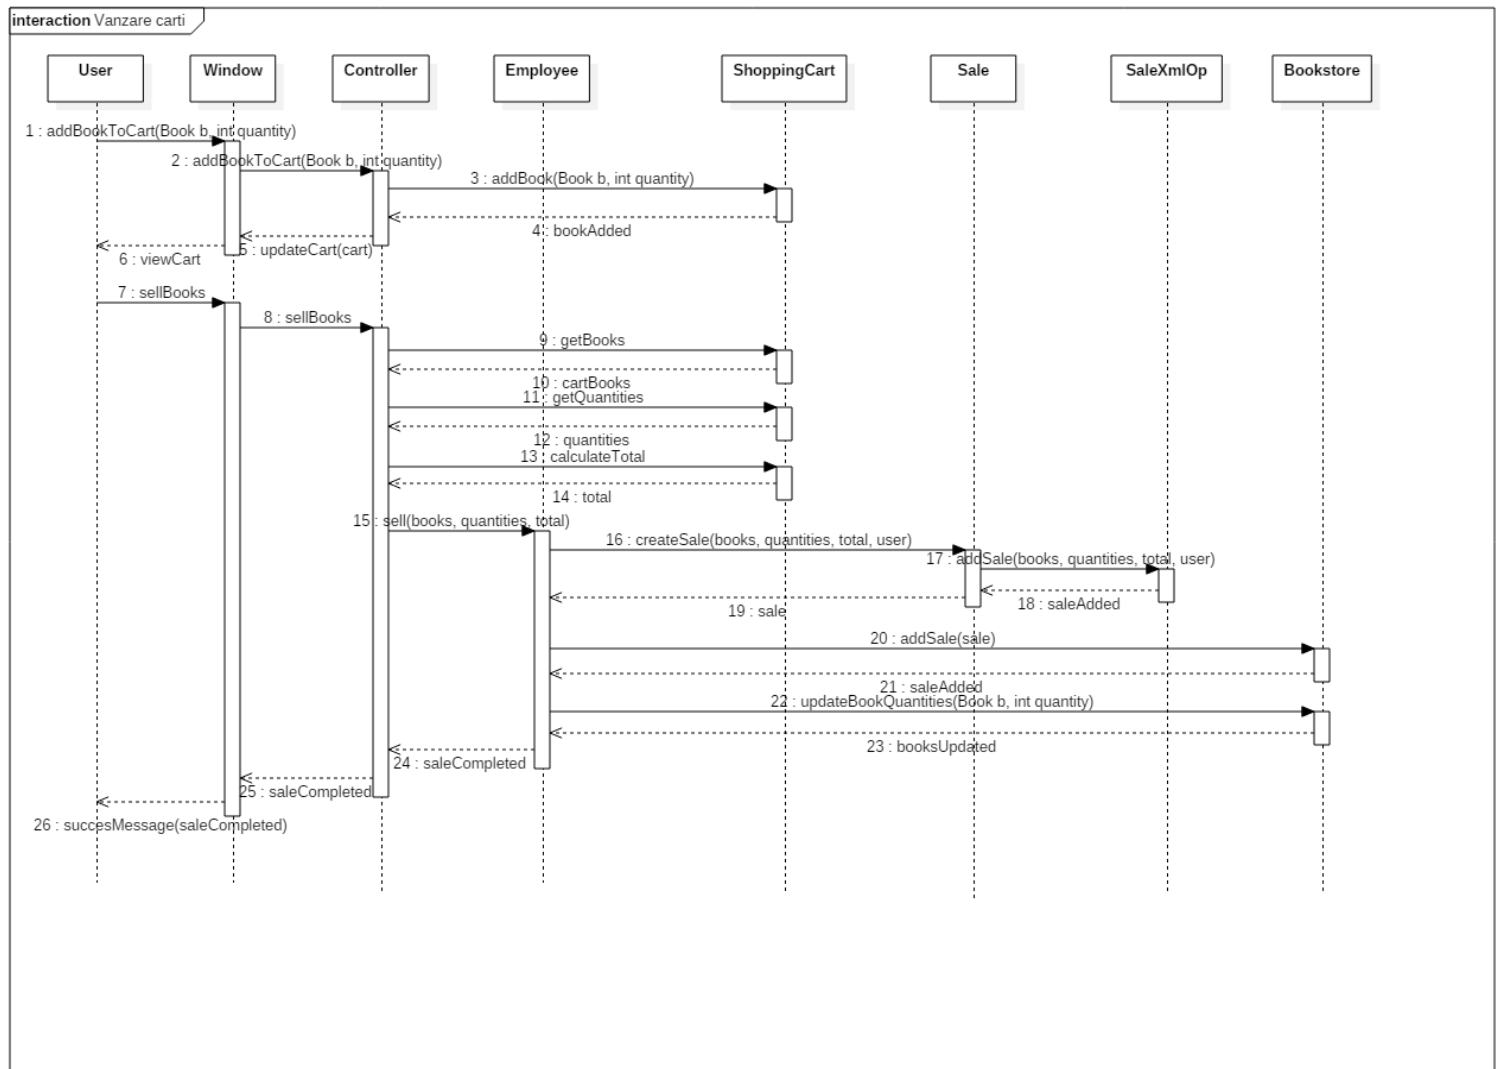 interaction Vanzare carti
User
Window
Controller
Employee
ShoppingCart
Sale
SaleXmlOp
Bookstore
1 : addBookToCart(Book b, int quantity)
2 : addBookToCart(Book b, int quantity)
3 : addBook(Book b, int quantity)
4 : bookAdded
5 : updateCart(cart)
6 : viewCart
7 : sellBooks
8 : sellBooks
9 : getBooks
10 : cartBooks
11 : getQuantities
12 : quantities
13 : calculateTotal
14 : total
15 : sell(books, quantities, total)
16 : createSale(books, quantities, total, user)
17 : addSale(books, quantities, total, user)
18 : saleAdded
19 : sale
20 : addSale(sale)
21 : saleAdded
22 : updateBookQuantities(Book b, int quantity)
23 : booksUpdated
24 : saleCompleted
25 : saleCompleted
26 : succesMessage(saleCompleted)